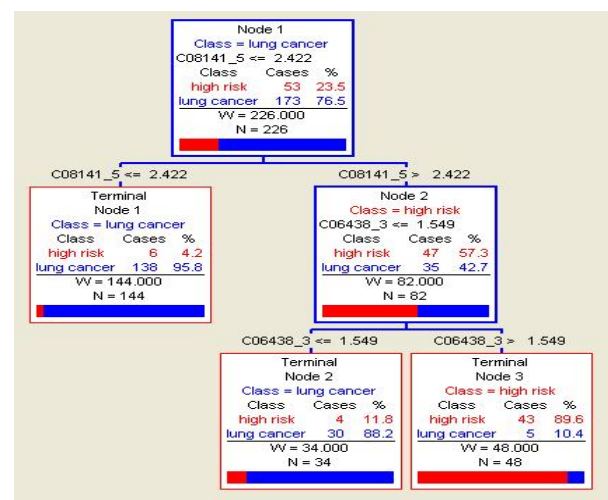 Node 1
Class = lung cancer
C08141_5 <= 2.422
Class Cases %
high risk 53 23.5
lung cancer 173 76.5
W = 226.000
N = 226
C08141_5 <= 2.422
C08141_5 > 2.422
Terminal
Node 1
Class = lung cancer
Class Cases %
high risk 6 4.2
lung cancer 138 95.8
W = 144.000
N = 144
Node 2
Class = high risk
C06438_3 <= 1.549
Class Cases %
high risk 47 57.3
lung cancer 35 42.7
W = 82.000
N = 82
C06438_3 <= 1.549
C06438_3 > 1.549
Terminal
Node 2
Class = lung cancer
Class Cases %
high risk 4 11.8
lung cancer 30 88.2
W = 34.000
N = 34
Terminal
Node 3
Class = high risk
Class Cases %
high risk 43 89.6
lung cancer 5 10.4
W = 48.000
N = 48